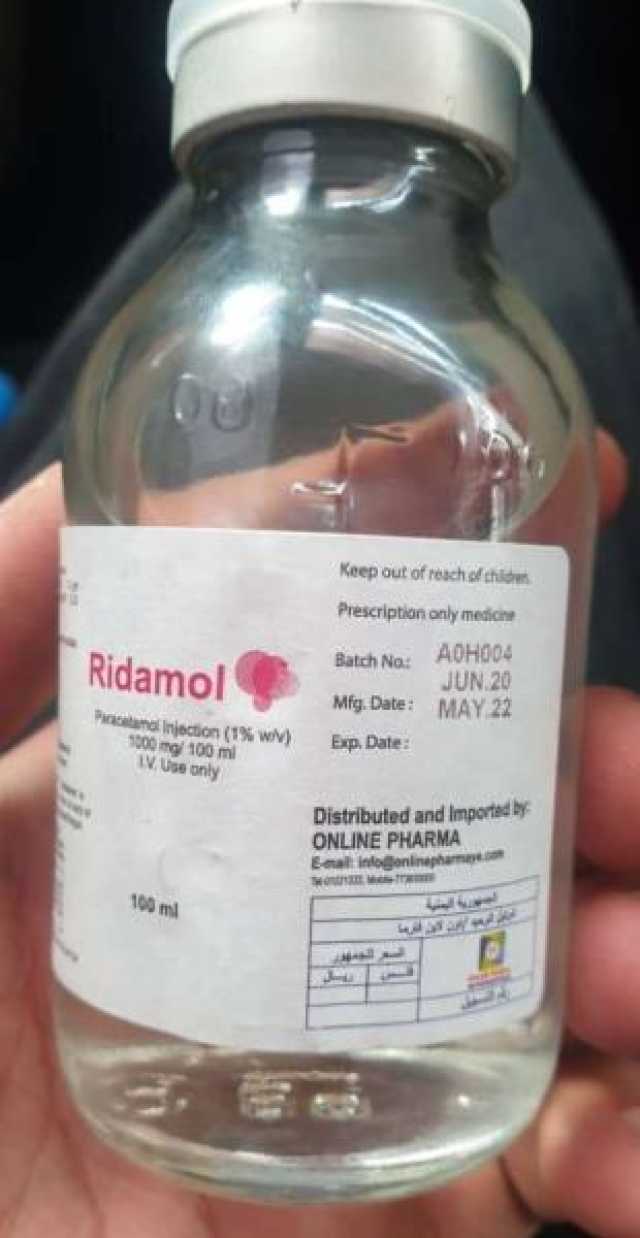 Ridamol
Paracetamol Injection (1% w/v)
1000 mg/ 100 ml
I.V. Use only
100 ml
Keep out of reach of children.
Prescription only medicine
Batch No.: A0H004
Mfg. Date: JUN.20
Exp. Date: MAY.22
Distributed and Imported by:
ONLINE PHARMA
E-mail: info@onlinepharmaye.com
الجمهورية اليمنية
السعر للجمهور
فلس ريال
رقم التسجيل